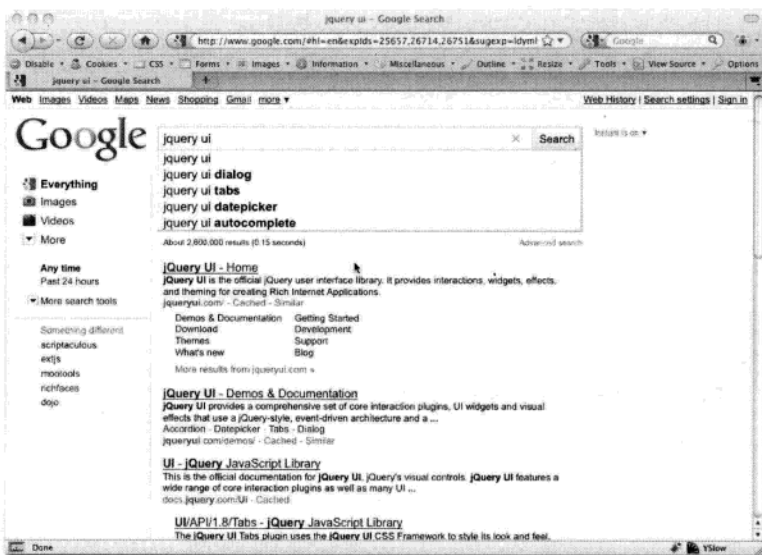 jquery ui – Google Search
http://www.google.com/#hl=en&expIds=25657,26714,26751&sugexp=ldyml
Google
Disable Cookies CSS Forms Images Information Miscellaneous Outline Resize Tools View Source Options
jquery ui – Google Search
Web Images Videos Maps News Shopping Gmail more
Web History | Search settings | Sign in
Google
jquery ui
Search
Instant is on
jquery ui
jquery ui dialog
jquery ui tabs
jquery ui datepicker
jquery ui autocomplete
Everything
Images
Videos
More
Any time
Past 24 hours
More search tools
Something different
scriptaculous
extjs
mootools
richfaces
dojo
About 2,600,000 results (0.15 seconds)
Advanced search
jQuery UI - Home
jQuery UI is the official jQuery user interface library. It provides interactions, widgets, effects,
and theming for creating Rich Internet Applications.
jqueryui.com/ - Cached - Similar
Demos & Documentation Getting Started
Download Development
Themes Support
What's new Blog
More results from jqueryui.com »
jQuery UI - Demos & Documentation
jQuery UI provides a comprehensive set of core interaction plugins, UI widgets and visual
effects that use a jQuery-style, event-driven architecture and a ...
Accordion - Datepicker - Tabs - Dialog
jqueryui.com/demos/ - Cached - Similar
UI - jQuery JavaScript Library
This is the official documentation for jQuery UI, jQuery's visual controls. jQuery UI features a
wide range of core interaction plugins as well as many UI ...
docs.jquery.com/UI - Cached
UI/API/1.8/Tabs - jQuery JavaScript Library
The jQuery UI Tabs plugin uses the jQuery UI CSS Framework to style its look and feel,
Done
YSlow